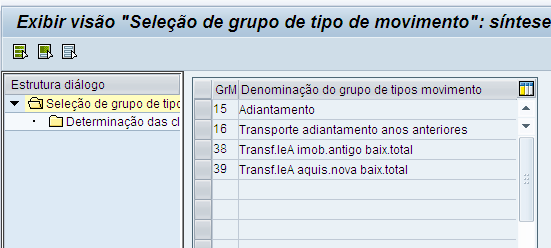 Exibir visão "Seleção de grupo de tipo de movimento": síntese
Estrutura diálogo
Seleção de grupo de tipo
Determinação das cl
GrM Denominação do grupo de tipos movimento
15 Adiantamento
16 Transporte adiantamento anos anteriores
38 Transf.IeA imob.antigo baix.total
39 Transf.IeA aquis.nova baix.total